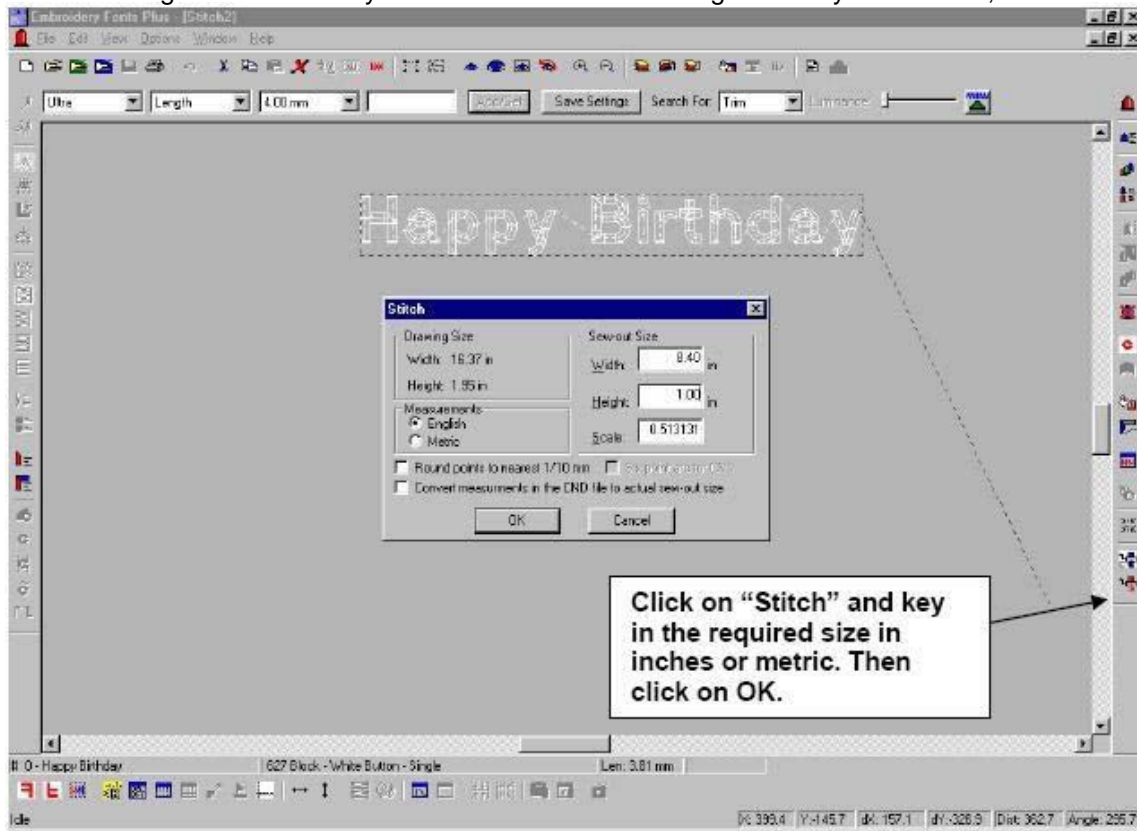 Embroidery Fonts Plus - [Stitch2]
File Edit View Options Window Help
Ultra Length 4.00 mm Add/Set Save Settings Search For: Trim Luminance:
Happy Birthday
Stitch
Drawing Size
Sew-out Size
Width: 16.37 in
Width: 8.40 in
Height: 1.95 in
Height: 1.00 in
Measurements
English
Metric
Scale: 0.513131
Round points to nearest 1/10 mm
Convert measurments in the CND file to actual sew-out size
OK Cancel
Click on “Stitch” and key
in the required size in
inches or metric. Then
click on OK.
# 0 - Happy Birthday 627 Block - White Button - Single Len: 3.81 mm
Idle X: 399.4 Y:-145.7 dX: 157.1 dY:-328.9 Dist: 362.7 Angle: 295.7